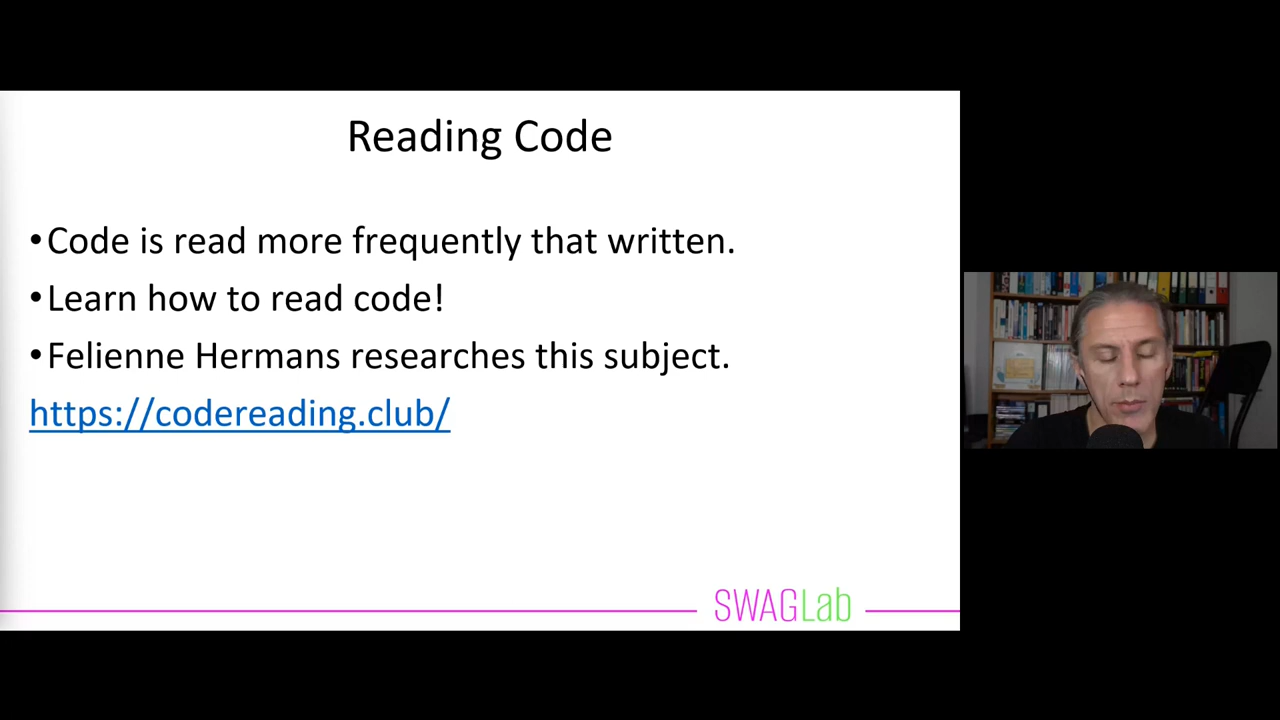 Reading Code
•Code is read more frequently that written.
•Learn how to read code!
•Felienne Hermans researches this subject.
https://codereading.club/
SWAGLab